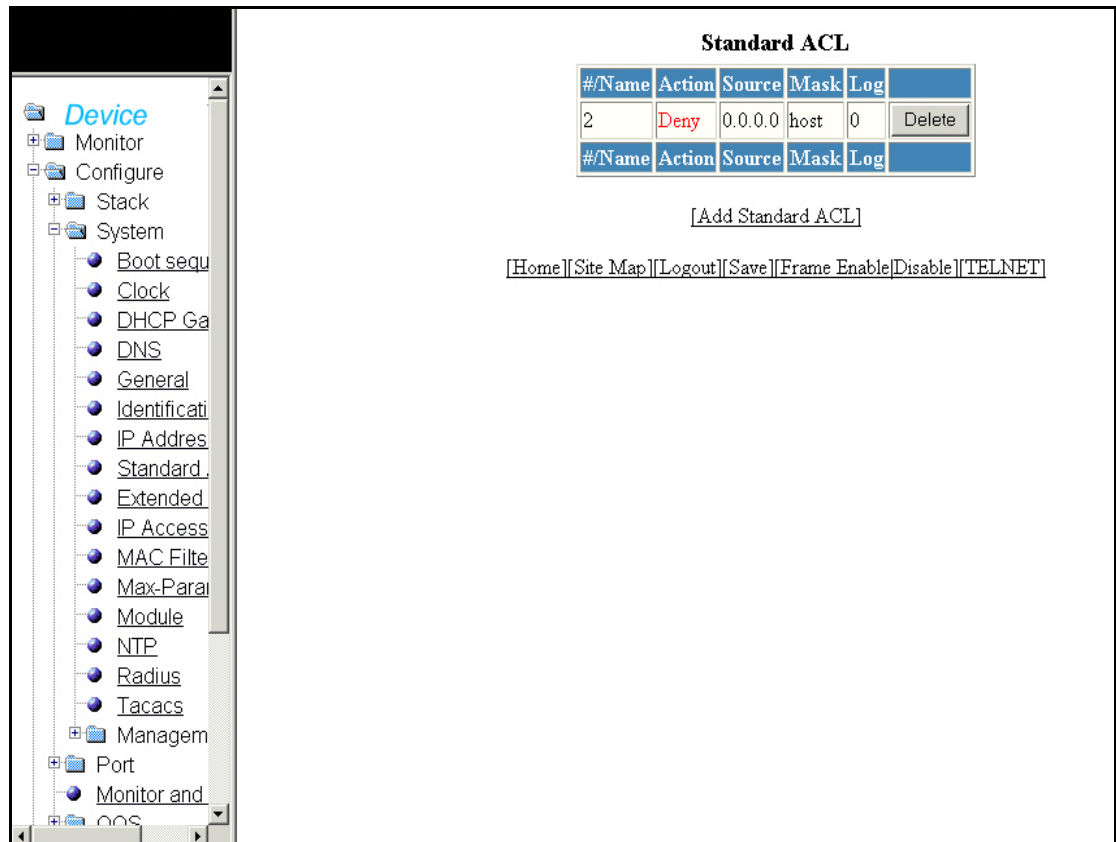 Device
Monitor
Configure
Stack
System
Boot sequ
Clock
DHCP Ga
DNS
General
Identificati
IP Addres
Standard
Extended
IP Access
MAC Filte
Max-Para
Module
NTP
Radius
Tacacs
Managem
Port
Monitor and
QOS
Standard ACL
#/Name Action Source Mask Log
2 Deny 0.0.0.0 host 0 Delete
#/Name Action Source Mask Log
[Add Standard ACL]
[Home][Site Map][Logout][Save][Frame Enable|Disable][TELNET]